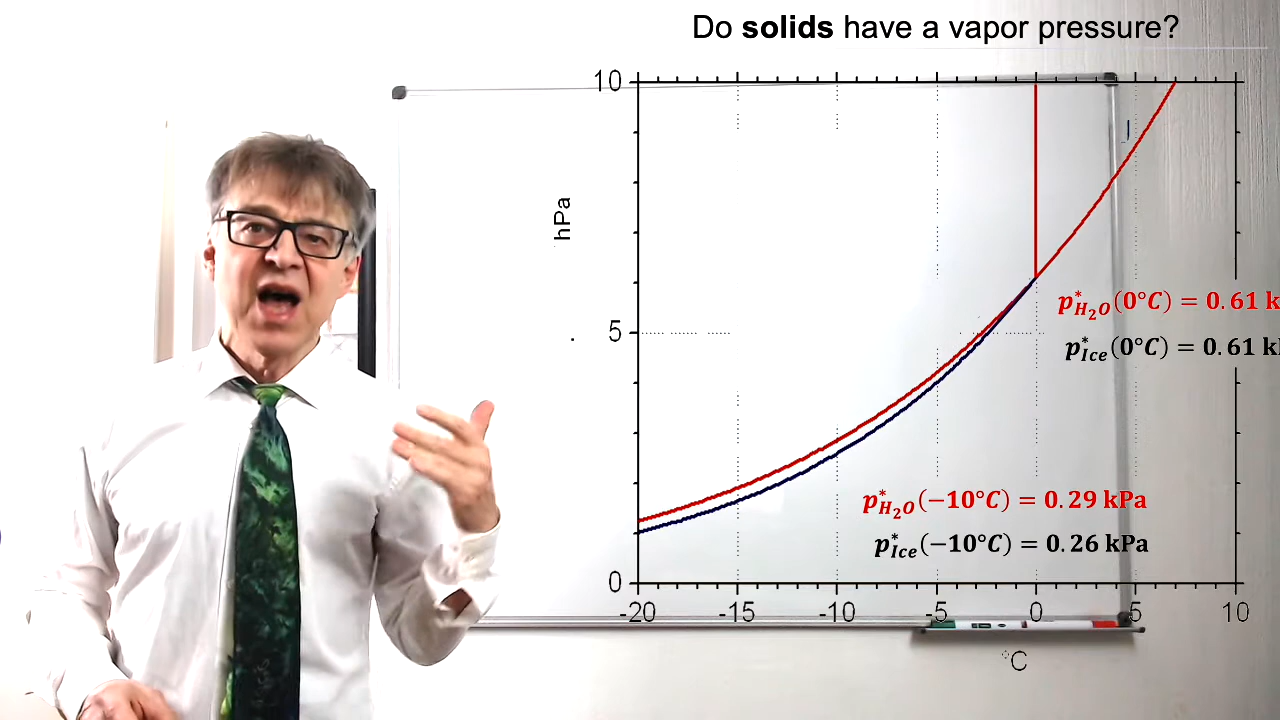 Do solids have a vapor pressure?
10
hPa
p*H₂O(0°C) = 0.61 k
5
p*Ice(0°C) = 0.61 k
p*H₂O(−10°C) = 0.29 kPa
p*Ice(−10°C) = 0.26 kPa
0
-20 -15 -10 -5 0 5 10
°C